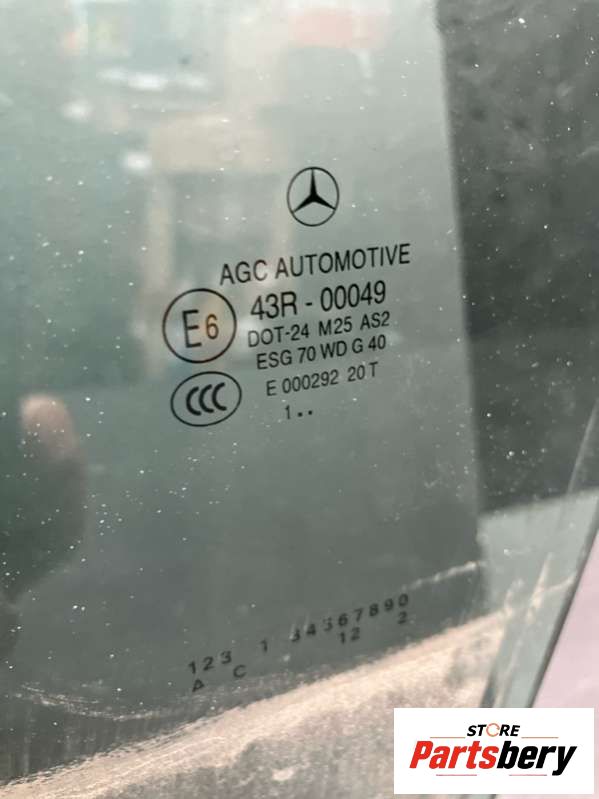 AGC AUTOMOTIVE
E6 43R - 00049
DOT-24 M25 AS2
ESG 70 WD G 40
CCC E 000292 20 T
1..
123 1 34567890
A C 12 2
STORE
Partsbery